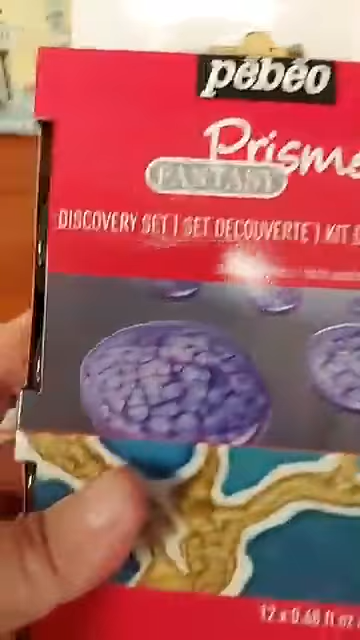 pébéo
Prisme
FANTASY
DISCOVERY SET | SET DECOUVERTE | KIT
12 x 0.68 fl oz